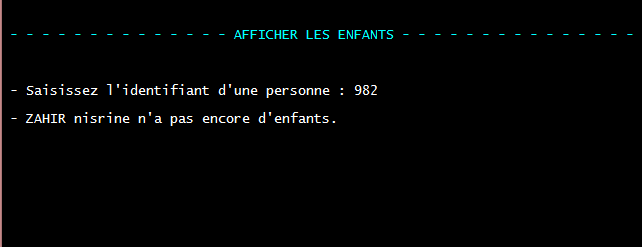 - - - - - - - - - - - - - - AFFICHER LES ENFANTS - - - - - - - - - - - - - - -
- Saisissez l'identifiant d'une personne : 982
- ZAHIR nisrine n'a pas encore d'enfants.